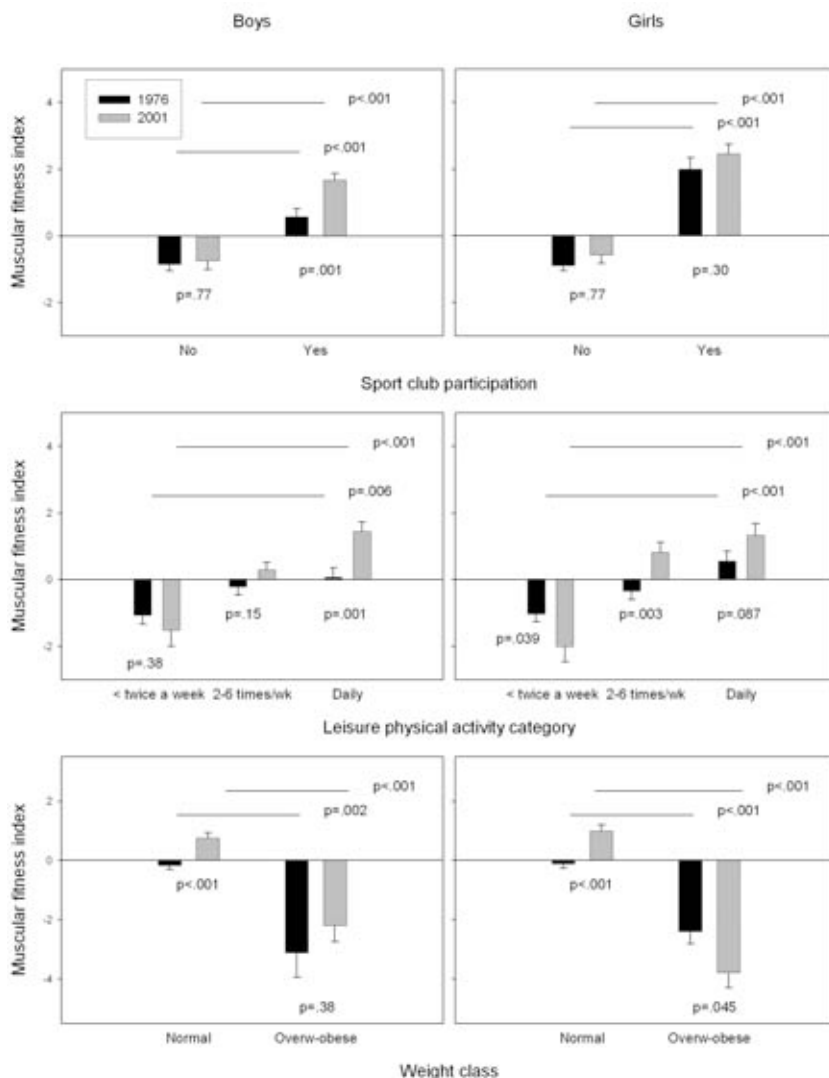 Boys Girls
Muscular fitness index
4
2
0
-2
1976
2001
p<.001
p<.001
p=.77
p=.001
No Yes
p<.001
p<.001
p=.77
p=.30
No Yes
Sport club participation
Muscular fitness index
4
2
0
-2
p<.001
p=.006
p=.38
p=.15
p=.001
< twice a week 2-6 times/wk Daily
p<.001
p<.001
p=.039
p=.003
p=.087
< twice a week 2-6 times/wk Daily
Leisure physical activity category
Muscular fitness index
2
0
-2
-4
p<.001
p=.002
p<.001
p=.38
Normal Overw-obese
p<.001
p<.001
p<.001
p=.045
Normal Overw-obese
Weight class